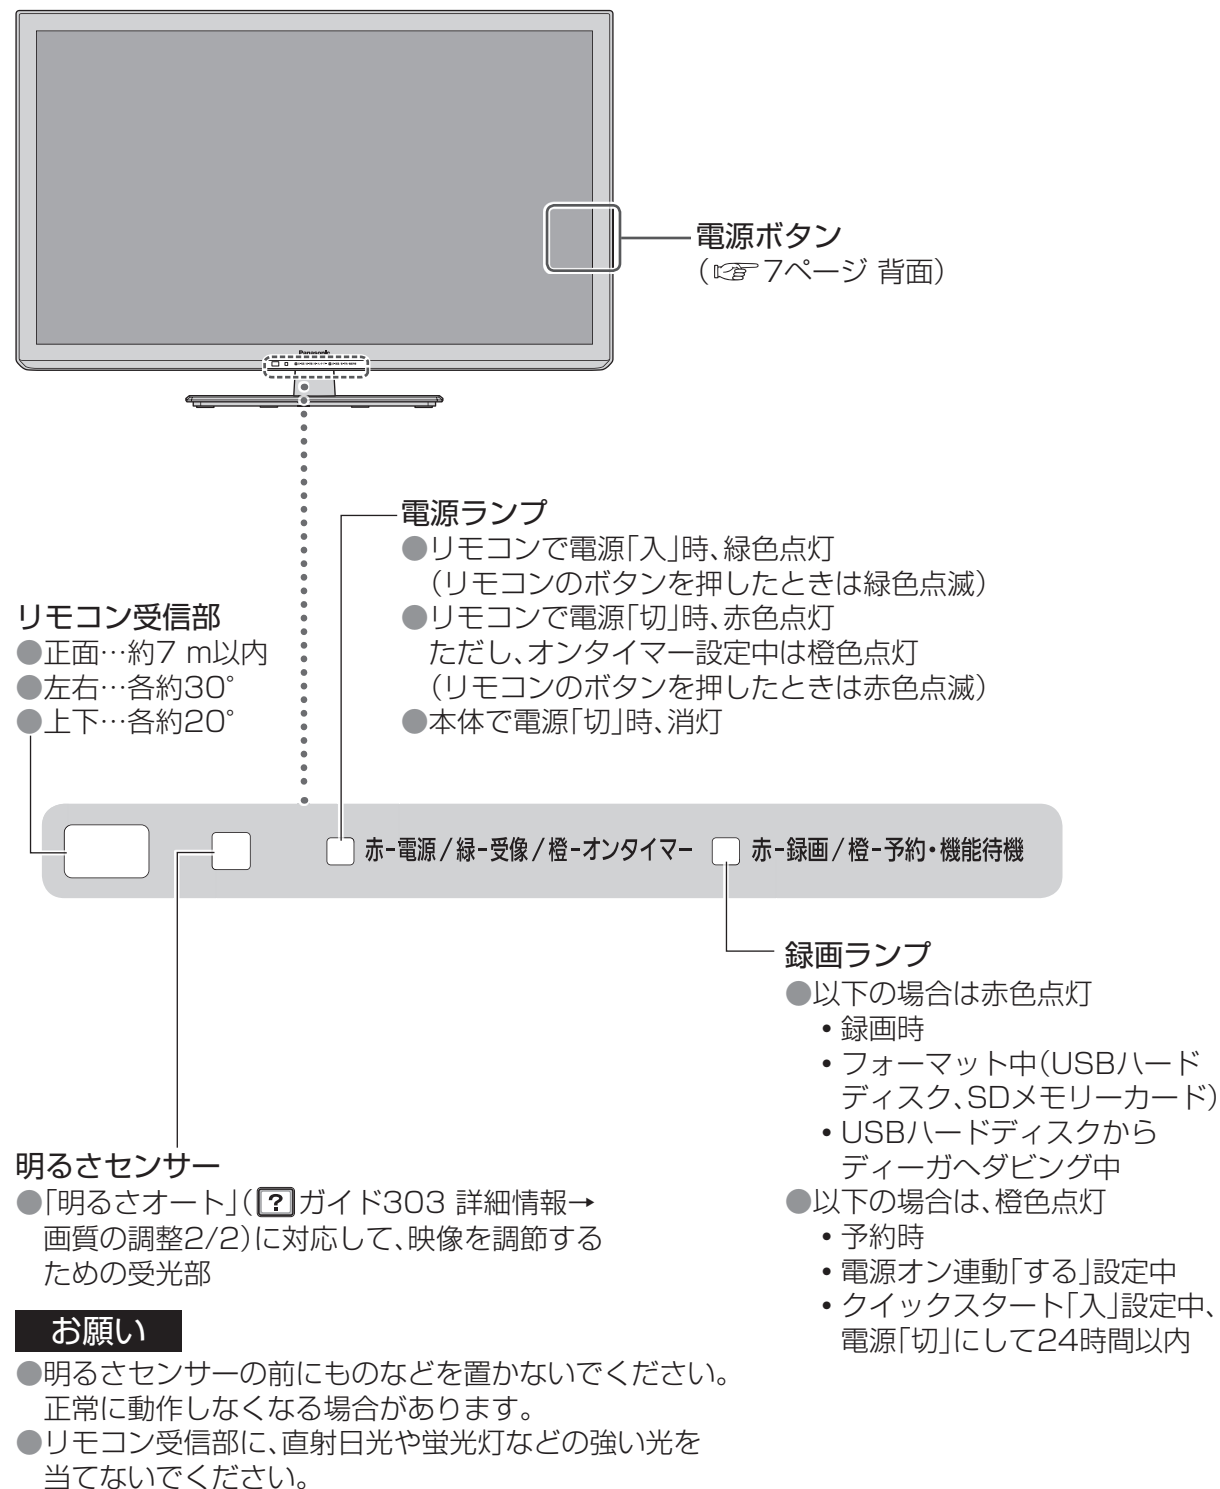 Panasonic
電源ボタン
(☞7ページ 背面)
電源ランプ
●リモコンで電源｢入｣時、緑色点灯
(リモコンのボタンを押したときは緑色点滅)
●リモコンで電源｢切｣時、赤色点灯
ただし、オンタイマー設定中は橙色点灯
(リモコンのボタンを押したときは赤色点滅)
●本体で電源｢切｣時、消灯
リモコン受信部
●正面…約7 m以内
●左右…各約30°
●上下…各約20°
赤-電源/緑-受像/橙-オンタイマー
赤-録画/橙-予約・機能待機
録画ランプ
●以下の場合は赤色点灯
・録画時
・フォーマット中(USBハード
ディスク、SDメモリーカード)
・USBハードディスクから
ディーガへダビング中
●以下の場合は、橙色点灯
・予約時
・電源オン連動｢する｣設定中
・クイックスタート｢入｣設定中、
電源｢切｣にして24時間以内
明るさセンサー
●｢明るさオート｣(?ガイド303 詳細情報→
画質の調整2/2)に対応して、映像を調節する
ための受光部
お願い
●明るさセンサーの前にものなどを置かないでください。
正常に動作しなくなる場合があります。
●リモコン受信部に、直射日光や蛍光灯などの強い光を
当てないでください。